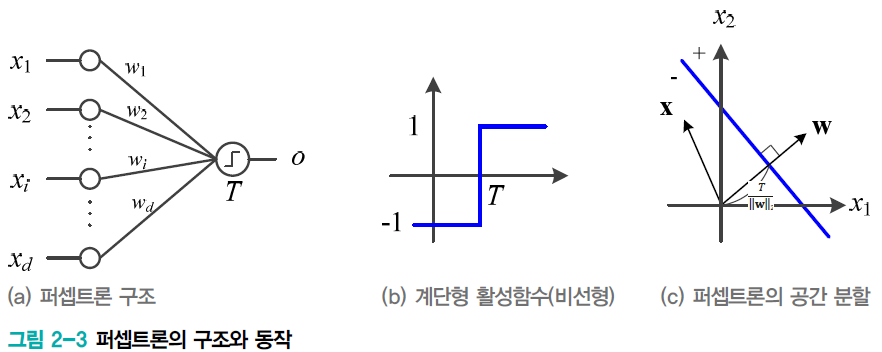 x1
w1
x2
w2
xi
wi
xd
wd
T
o
(a) 퍼셉트론 구조
1
-1
T
(b) 계단형 활성함수(비선형)
x2
+
-
x
w
T
‖w‖2
x1
(c) 퍼셉트론의 공간 분할
그림 2-3 퍼셉트론의 구조와 동작